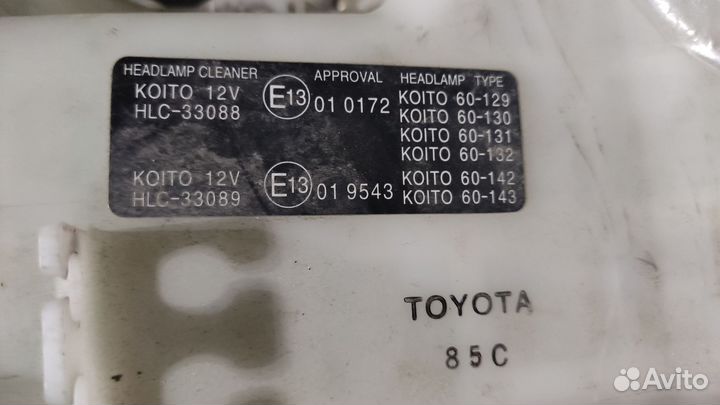 HEADLAMP CLEANER APPROVAL HEADLAMP TYPE
KOITO 12V
HLC-33088
E13 01 0172
KOITO 60-129
KOITO 60-130
KOITO 60-131
KOITO 60-132
KOITO 12V
HLC-33089
E13 01 9543
KOITO 60-142
KOITO 60-143
TOYOTA
85C
Avito